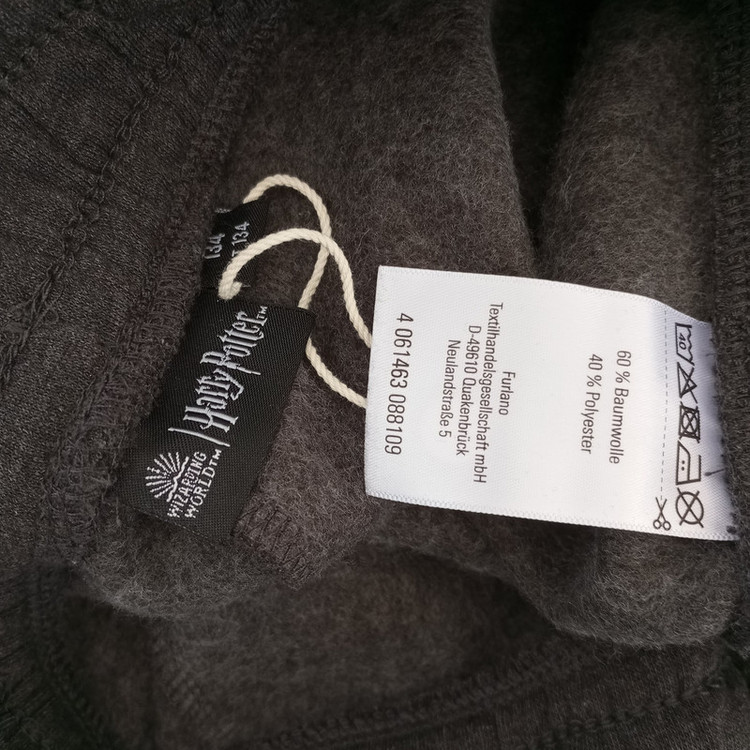 134
134
Harry Potter™
WIZARDING
WORLD™
60 % Baumwolle
40 % Polyester
Furlano
Textilhandelsgesellschaft mbH
D-49610 Quakenbrück
Neulandstraße 5
4 061463 088109
40